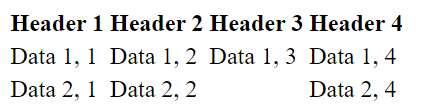 Header 1 Header 2 Header 3 Header 4
Data 1, 1 Data 1, 2 Data 1, 3 Data 1, 4
Data 2, 1 Data 2, 2 Data 2, 4